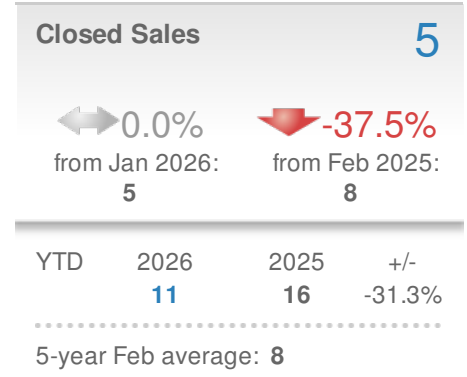 Closed Sales 5
0.0% -37.5%
from Jan 2026: from Feb 2025:
5 8
YTD 2026 2025 +/-
11 16 -31.3%
5-year Feb average: 8